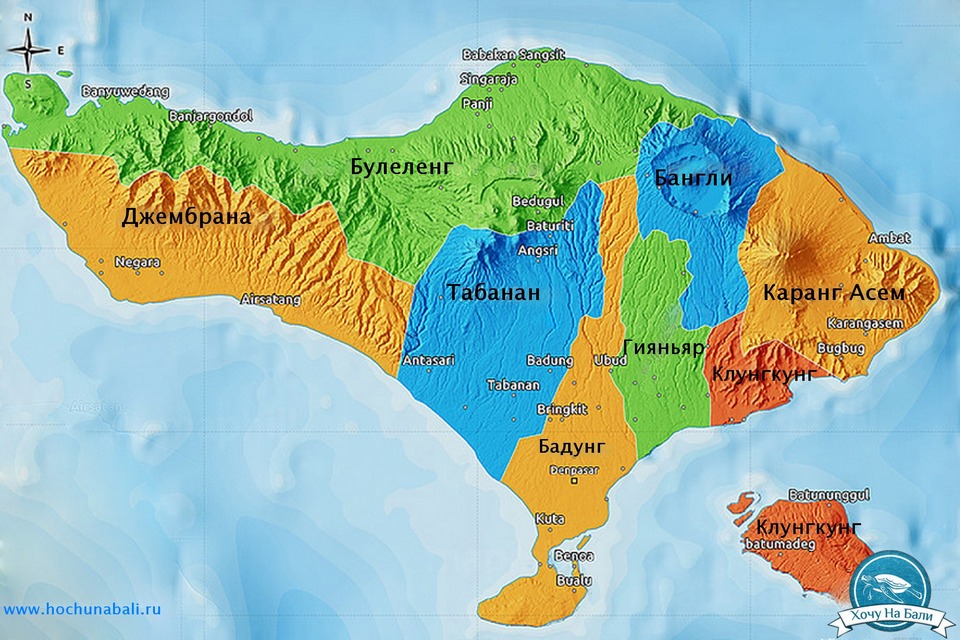 N
E
S
Babakan Sangsit
Singaraja
Banyuwedang
Panji
Banjargondol
Булеленг
Бангли
Bedugul
Джембрана
Baturiti
Ambat
Angsri
Negara
Табанан
Каранг Асем
Airsatang
Karangasem
Гияньяр
Bugbug
Antasari
Badung
Ubud
Клунгкунг
Tabanan
Airsatang
Bringkit
Бадунг
Denpasar
Batununggul
Kuta
Клунгкунг
batumadeg
Benoa
Bualu
www.hochunabali.ru
Хочу На Бали